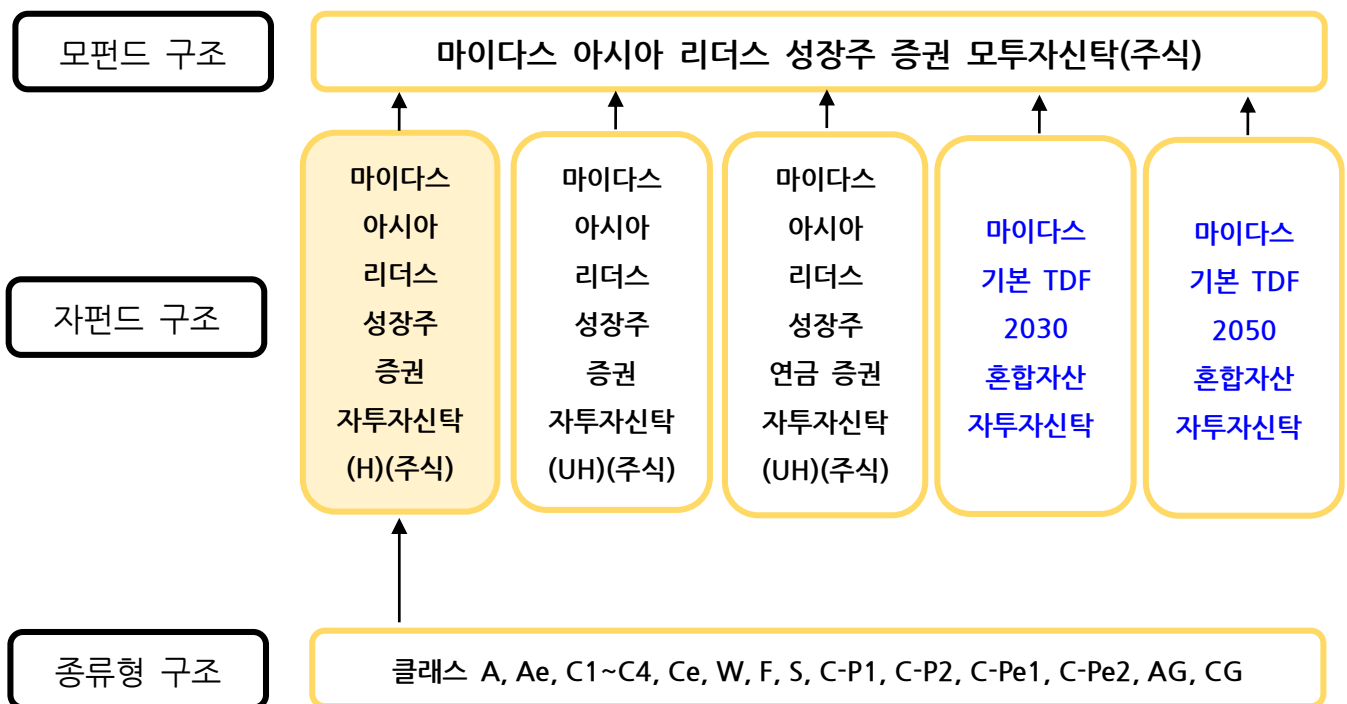 모펀드 구조
마이다스 아시아 리더스 성장주 증권 모투자신탁(주식)
자펀드 구조
마이다스
아시아
리더스
성장주
증권
자투자신탁
(H)(주식)
마이다스
아시아
리더스
성장주
증권
자투자신탁
(UH)(주식)
마이다스
아시아
리더스
성장주
연금 증권
자투자신탁
(UH)(주식)
마이다스
기본 TDF
2030
혼합자산
자투자신탁
마이다스
기본 TDF
2050
혼합자산
자투자신탁
종류형 구조
클래스 A, Ae, C1~C4, Ce, W, F, S, C-P1, C-P2, C-Pe1, C-Pe2, AG, CG